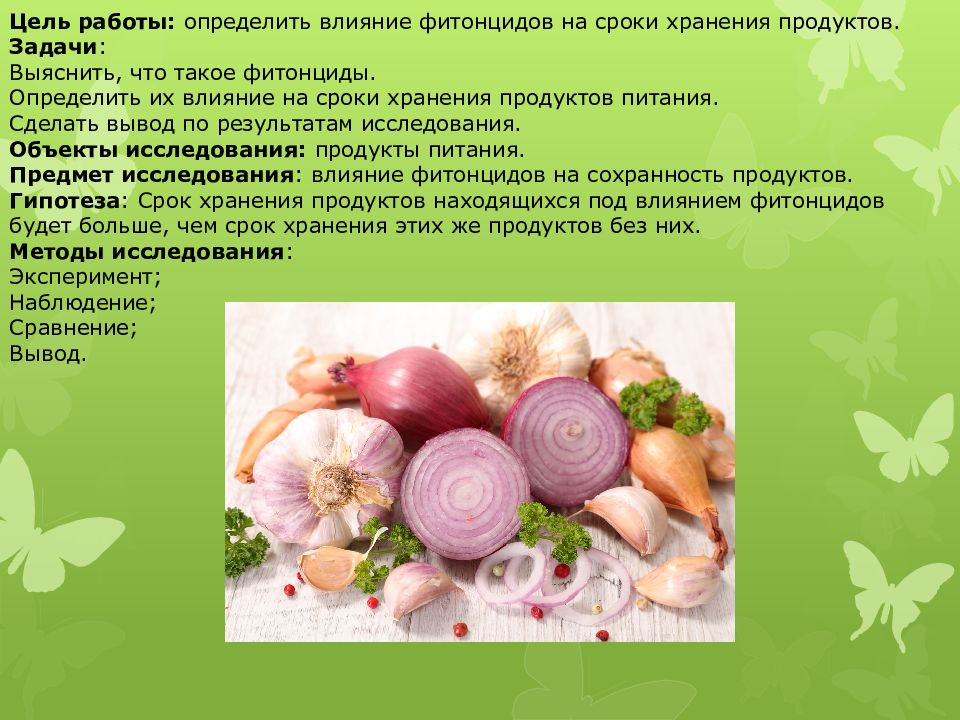 Цель работы: определить влияние фитонцидов на сроки хранения продуктов.
Задачи:
Выяснить, что такое фитонциды.
Определить их влияние на сроки хранения продуктов питания.
Сделать вывод по результатам исследования.
Объекты исследования: продукты питания.
Предмет исследования: влияние фитонцидов на сохранность продуктов.
Гипотеза: Срок хранения продуктов находящихся под влиянием фитонцидов
будет больше, чем срок хранения этих же продуктов без них.
Методы исследования:
Эксперимент;
Наблюдение;
Сравнение;
Вывод.